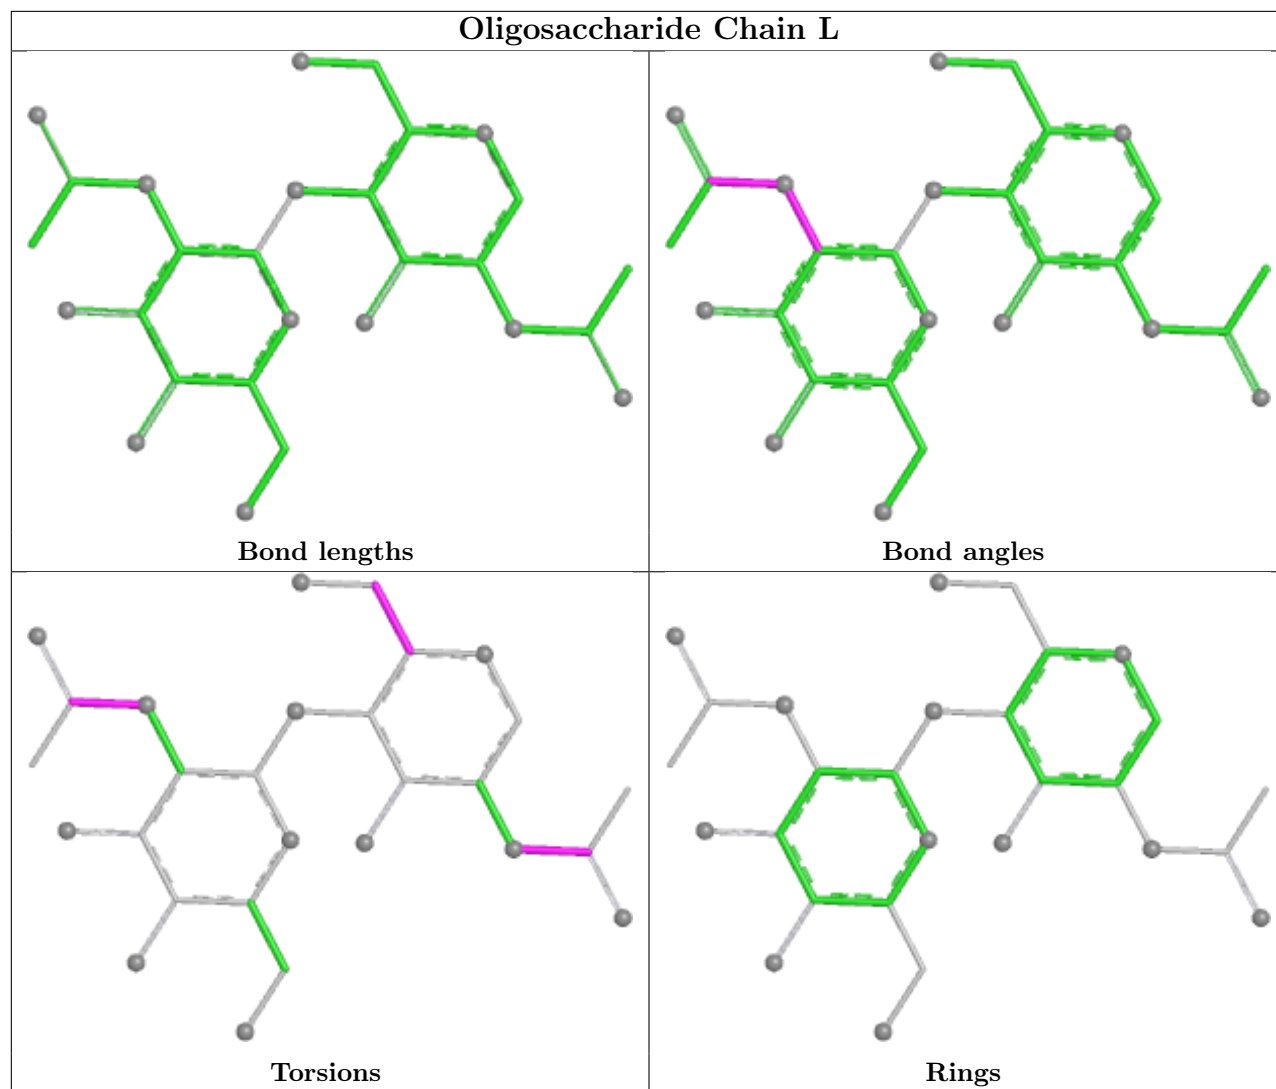 Oligosaccharide Chain L
Bond lengths
Bond angles
Torsions
Rings